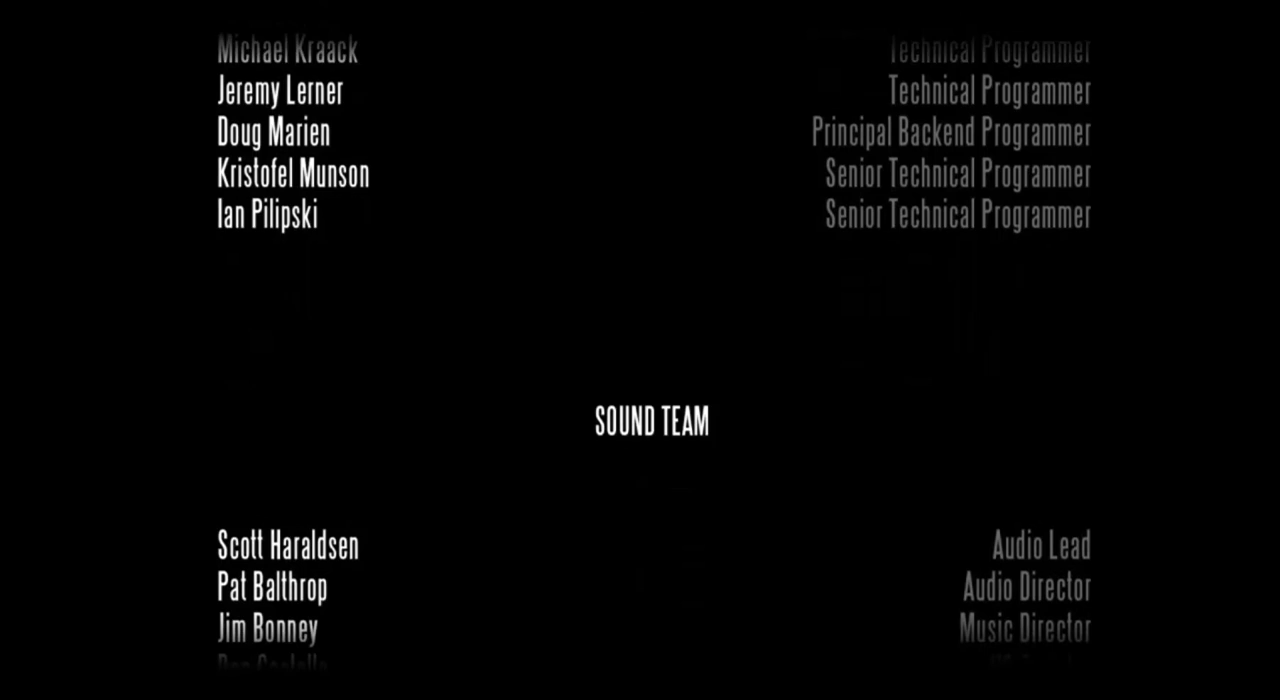 Michael Kraack Technical Programmer
Jeremy Lerner Technical Programmer
Doug Marien Principal Backend Programmer
Kristofel Munson Senior Technical Programmer
Ian Pilipski Senior Technical Programmer
SOUND TEAM
Scott Haraldsen Audio Lead
Pat Balthrop Audio Director
Jim Bonney Music Director